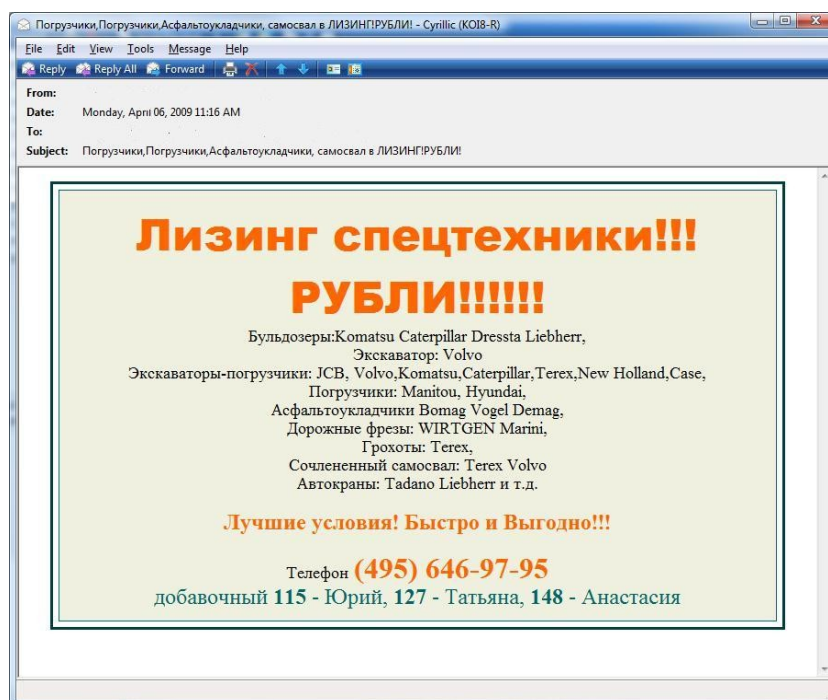 Погрузчики,Погрузчики,Асфальтоукладчики, самосвал в ЛИЗИНГ!РУБЛИ! - Cyrillic (KOI8-R)
File Edit View Tools Message Help
Reply Reply All Forward
From:
Date: Monday, April 06, 2009 11:16 AM
To:
Subject: Погрузчики,Погрузчики,Асфальтоукладчики, самосвал в ЛИЗИНГ!РУБЛИ!
Лизинг спецтехники!!!
РУБЛИ!!!!!!
Бульдозеры:Komatsu Caterpillar Dressta Liebherr,
Экскаватор: Volvo
Экскаваторы-погрузчики: JCB, Volvo,Komatsu,Caterpillar,Terex,New Holland,Case,
Погрузчики: Manitou, Hyundai,
Асфальтоукладчики Bomag Vogel Demag,
Дорожные фрезы: WIRTGEN Marini,
Грохоты: Terex,
Сочлененный самосвал: Terex Volvo
Автокраны: Tadano Liebherr и т.д.
Лучшие условия! Быстро и Выгодно!!!
Телефон (495) 646-97-95
добавочный 115 - Юрий, 127 - Татьяна, 148 - Анастасия